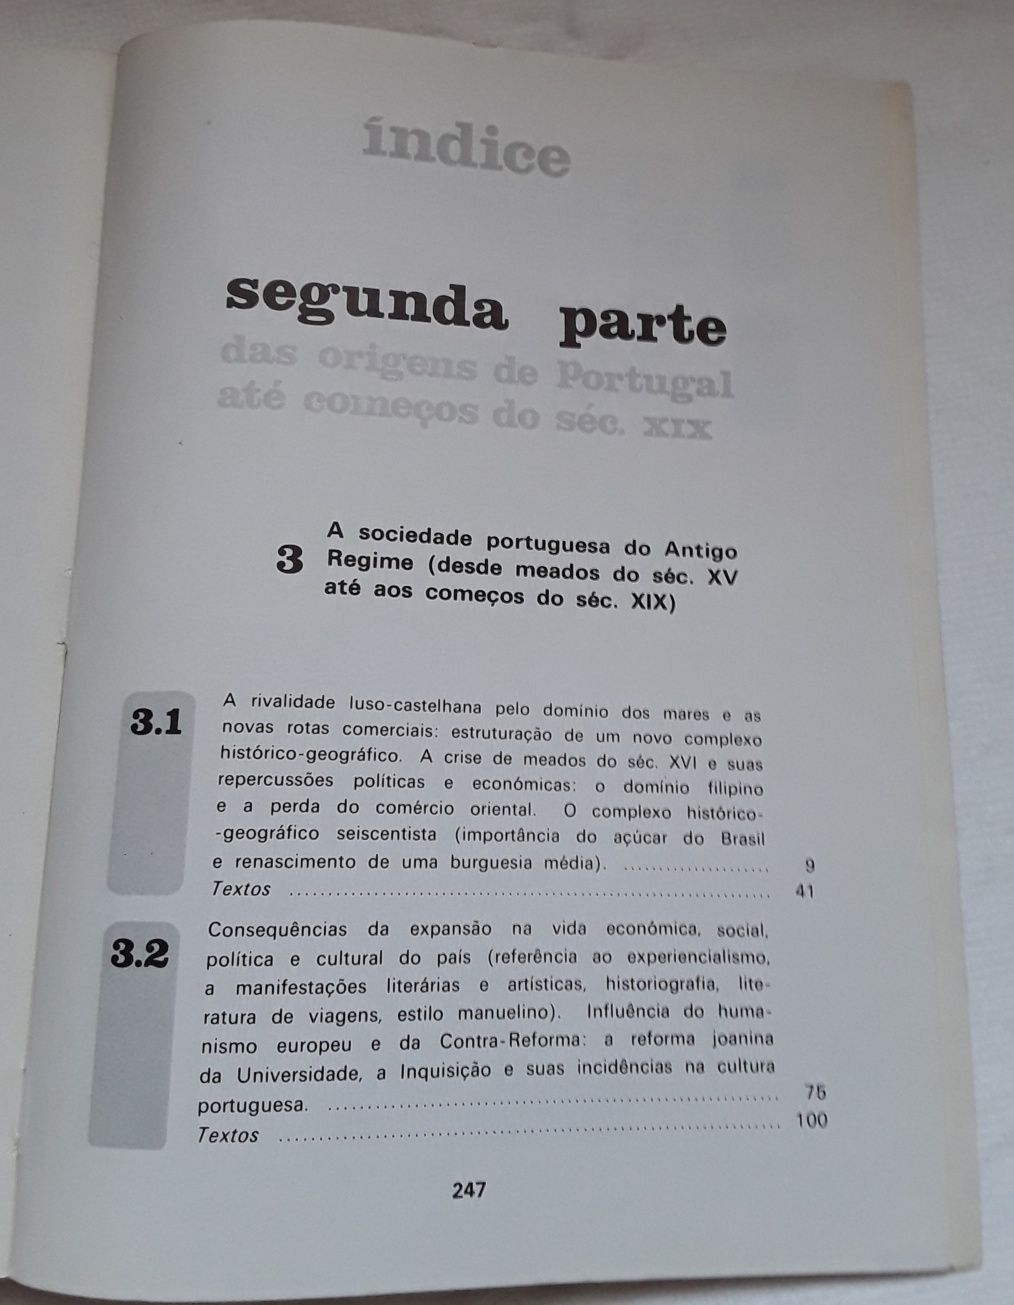 índice
segunda parte
das origens de Portugal
até começos do séc. XIX
3 A sociedade portuguesa do Antigo
Regime (desde meados do séc. XV
até aos começos do séc. XIX)
3.1 A rivalidade luso-castelhana pelo domínio dos mares e as
novas rotas comerciais: estruturação de um novo complexo
histórico-geográfico. A crise de meados do séc. XVI e suas
repercussões políticas e económicas: o domínio filipino
e a perda do comércio oriental. O complexo histórico-
-geográfico seiscentista (importância do açúcar do Brasil
e renascimento de uma burguesia média). .................... 9
Textos ............................................................. 41
3.2 Consequências da expansão na vida económica, social,
política e cultural do país (referência ao experiencialismo,
a manifestações literárias e artísticas, historiografia, lite-
ratura de viagens, estilo manuelino). Influência do huma-
nismo europeu e da Contra-Reforma: a reforma joanina
da Universidade, a Inquisição e suas incidências na cultura
portuguesa. .......................................................... 75
Textos ................................................................ 100
247